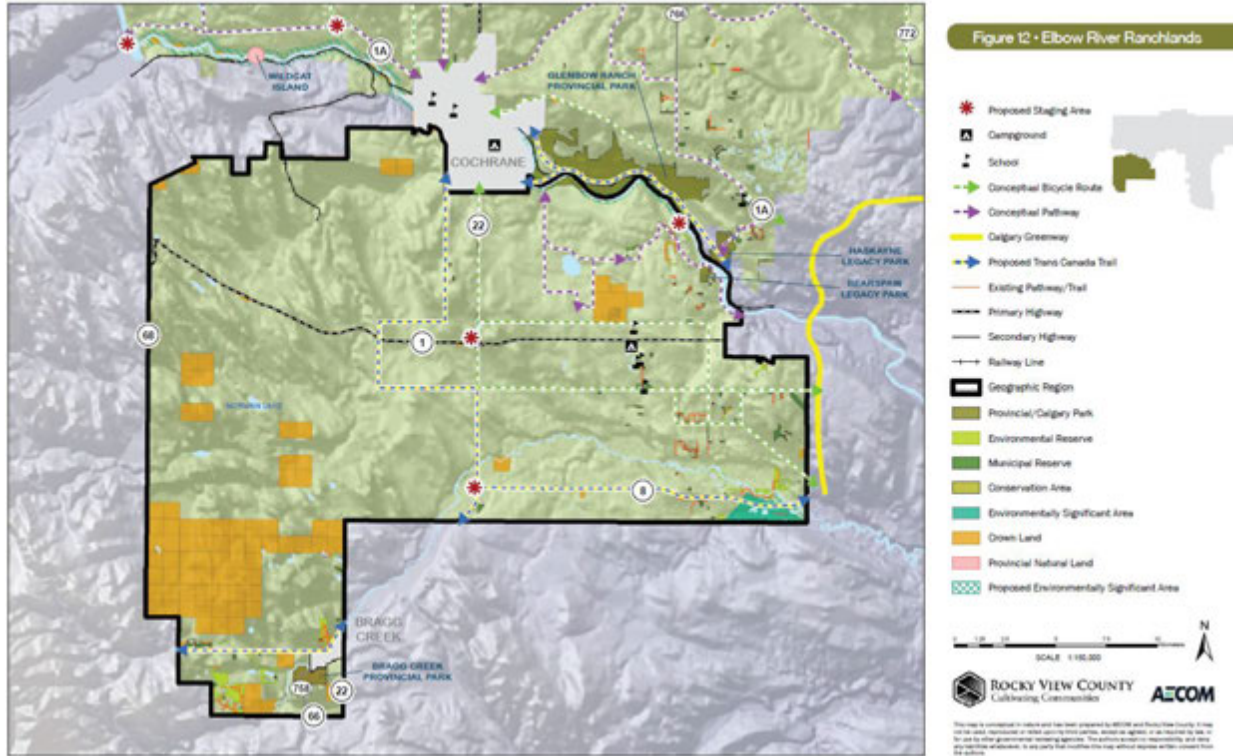 766
772
1A
WILDCAT
ISLAND
GLENBOW RANCH
PROVINCIAL PARK
COCHRANE
22
1A
HASKAYNE
LEGACY PARK
BEARSPAW
LEGACY PARK
68
1
8
BRAGG
CREEK
BRAGG CREEK
PROVINCIAL PARK
768
22
66
Figure 12 • Elbow River Ranchlands
Proposed Staging Area
Campground
School
Conceptual Bicycle Route
Conceptual Pathway
Calgary Greenway
Proposed Trans Canada Trail
Existing Pathway/Trail
Primary Highway
Secondary Highway
Railway Line
Geographic Region
Provincial/Calgary Park
Environmental Reserve
Municipal Reserve
Conservation Area
Environmentally Significant Area
Crown Land
Provincial Natural Land
Proposed Environmentally Significant Area
N
SCALE 1:150,000
ROCKY VIEW COUNTY
Cultivating Communities
AECOM